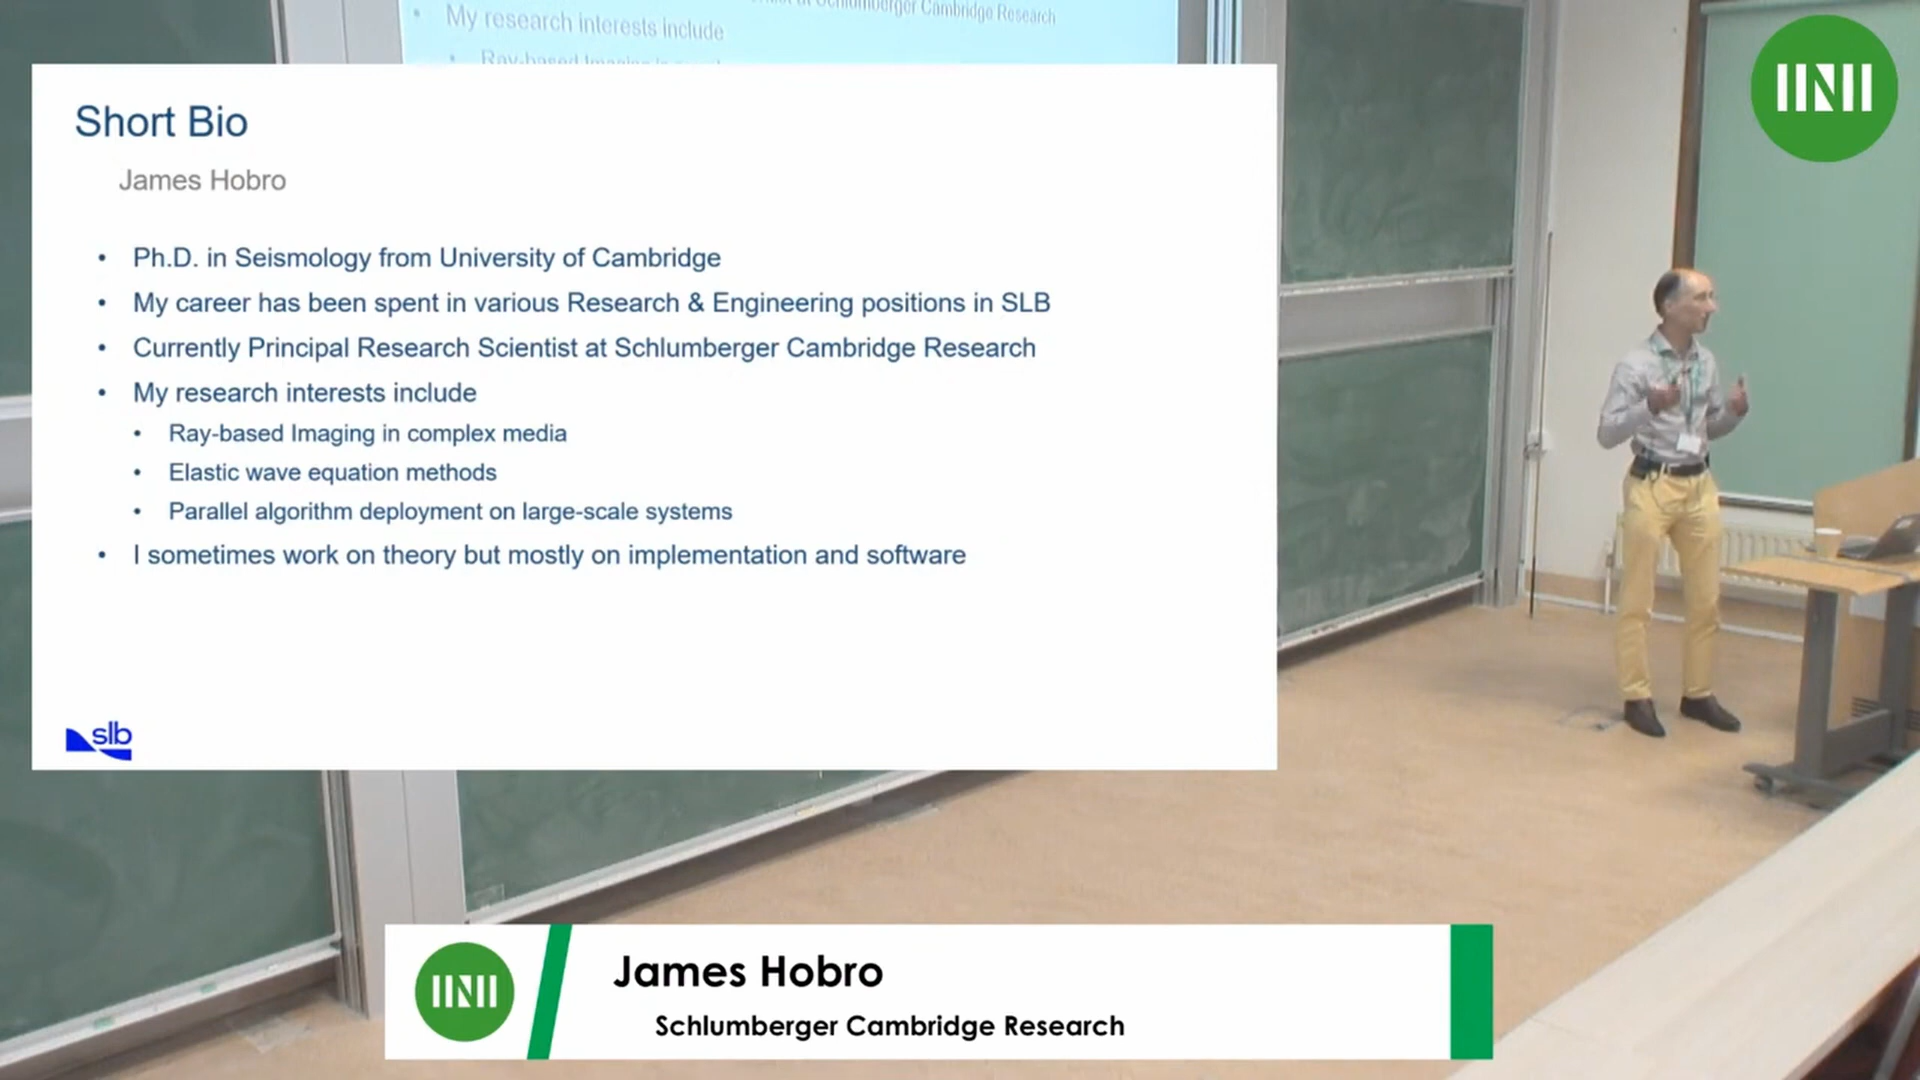 Schlumberger Cambridge Research
My research interests include
Short Bio
James Hobro
• Ph.D. in Seismology from University of Cambridge
• My career has been spent in various Research & Engineering positions in SLB
• Currently Principal Research Scientist at Schlumberger Cambridge Research
• My research interests include
• Ray-based Imaging in complex media
• Elastic wave equation methods
• Parallel algorithm deployment on large-scale systems
• I sometimes work on theory but mostly on implementation and software
slb
James Hobro
Schlumberger Cambridge Research